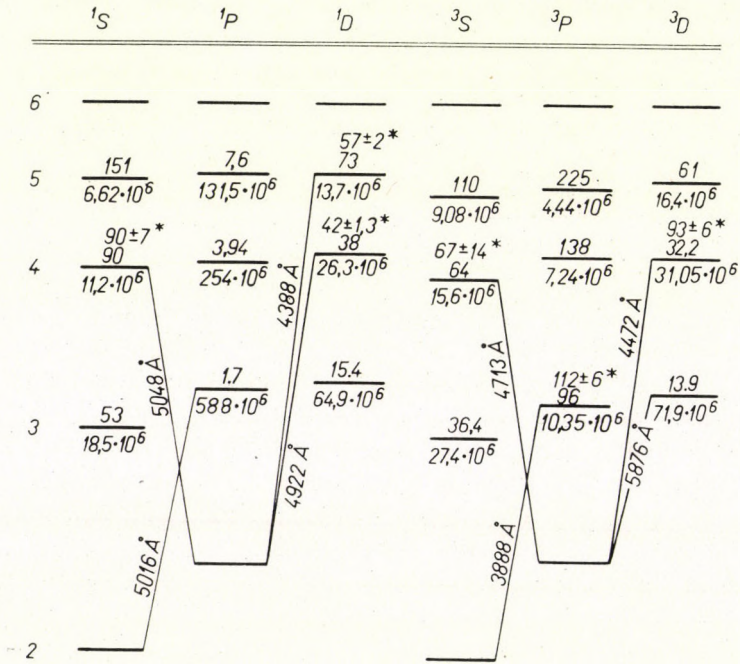 ¹S ¹P ¹D ³S ³P ³D
6
57±2*
5 151 7,6 73 110 225 61
6,62·10⁶ 131,5·10⁶ 13,7·10⁶ 9,08·10⁶ 4,44·10⁶ 16,4·10⁶
90±7* 42±1,3* 67±14* 93±6*
4 90 3,94 38 64 138 32,2
11,2·10⁶ 254·10⁶ 26,3·10⁶ 15,6·10⁶ 7,24·10⁶ 31,05·10⁶
5048 Å 4388 Å 4713 Å 4472 Å
112±6*
3 53 1.7 15.4 36,4 96 13.9
18,5·10⁶ 588·10⁶ 64,9·10⁶ 27,4·10⁶ 10,35·10⁶ 71,9·10⁶
4922 Å 5876 Å
5016 Å 3888 Å
2